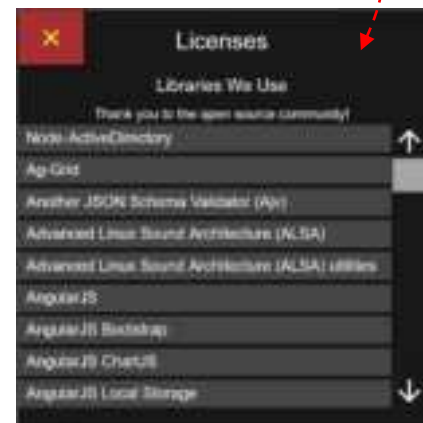 Licenses
Libraries We Use
Thank you to the open source community!
Node-ActiveDirectory
Ag-Grid
Another JSON Schema Validator (Ajv)
Advanced Linux Sound Architecture (ALSA)
Advanced Linux Sound Architecture (ALSA) utilities
AngularJS
AngularJS Bootstrap
AngularJS ChartJS
AngularJS Local Storage